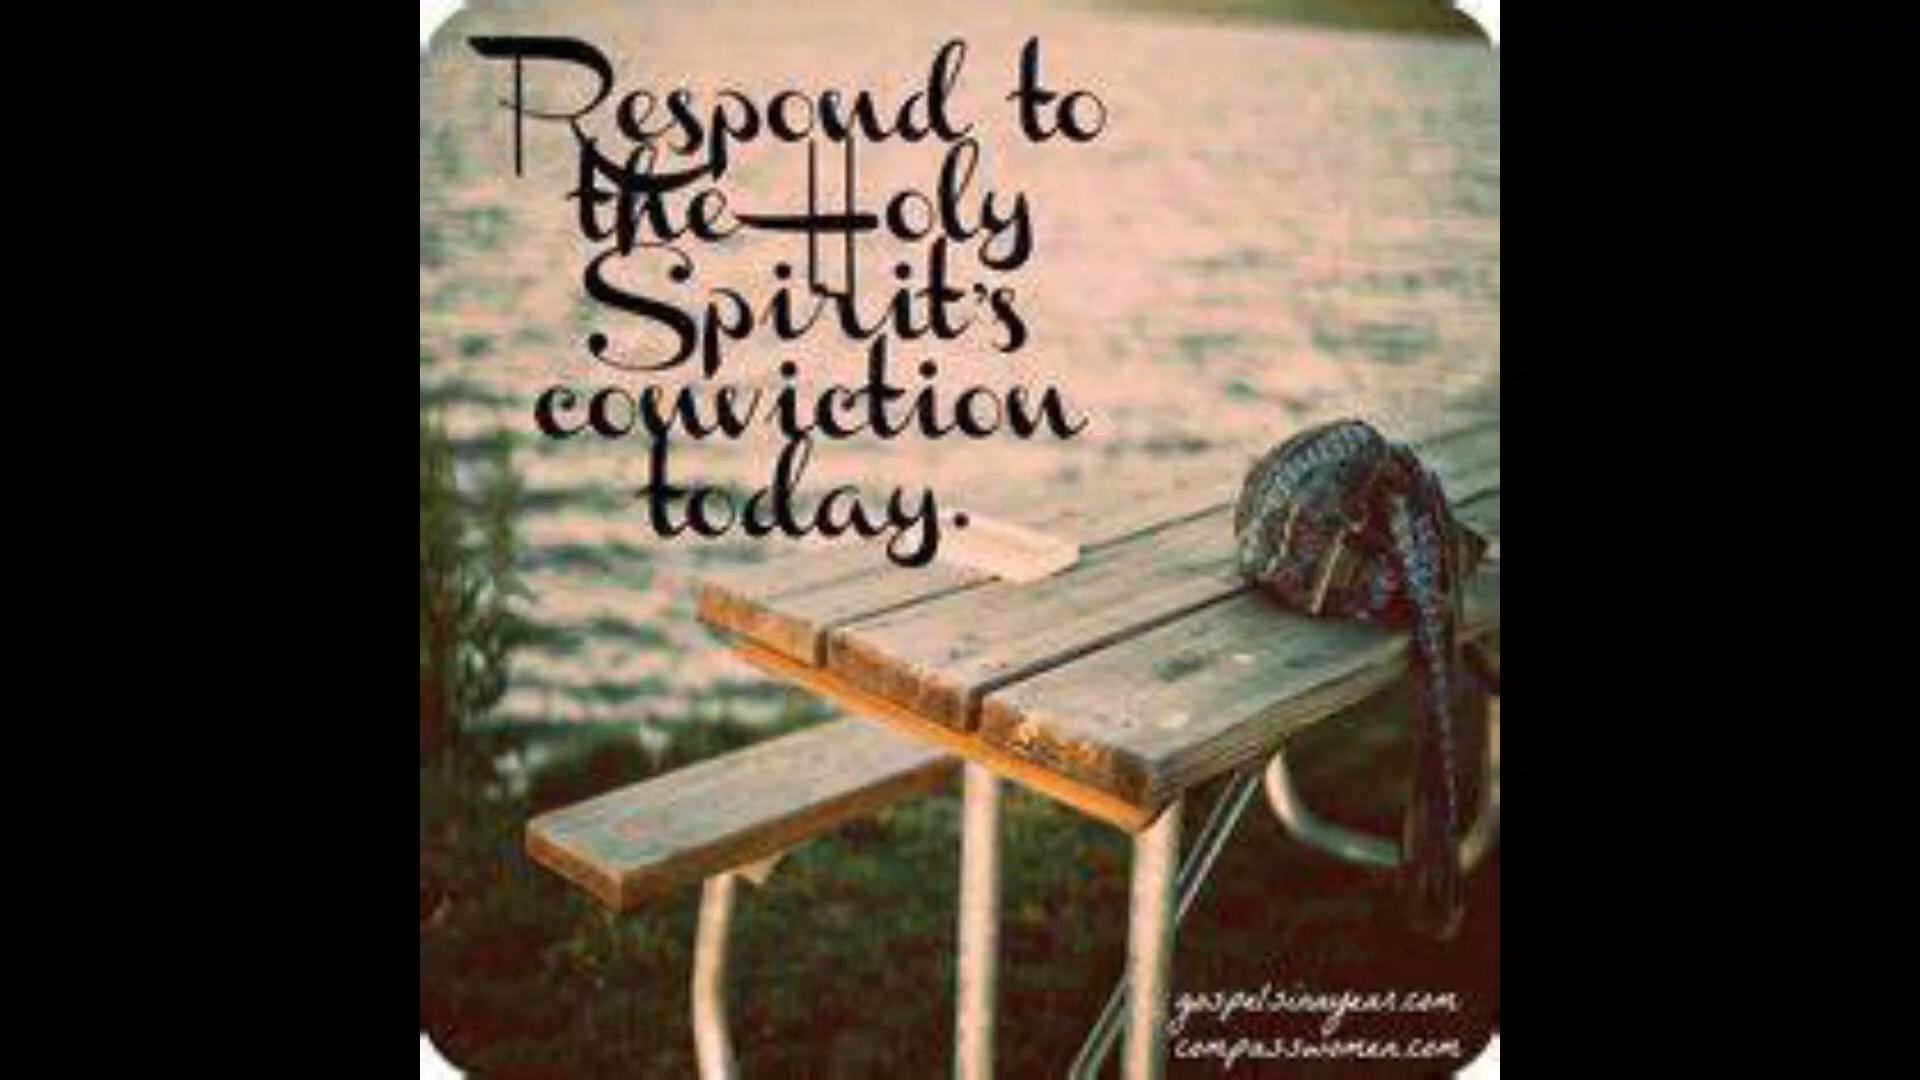 Respond to
the Holy
Spirit's
conviction
today.
gospelsinayear.com
compasswomen.com